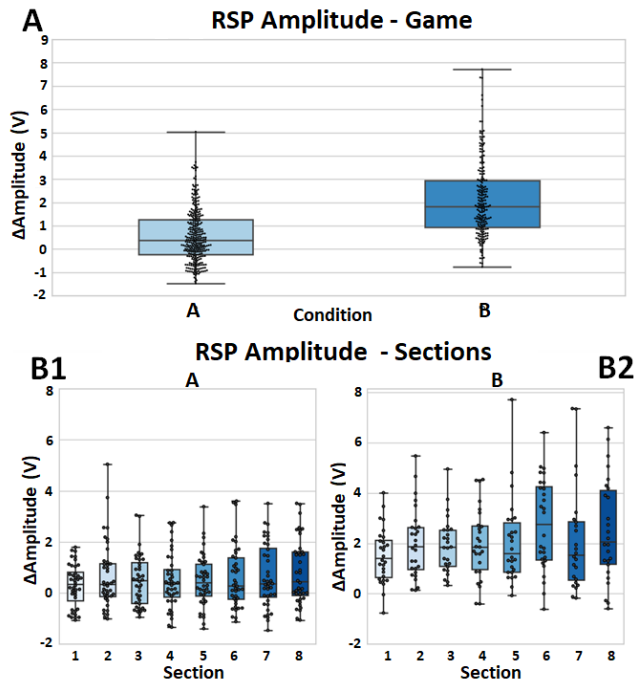 A
RSP Amplitude - Game
9
8
7
6
5
4
3
2
1
0
-1
-2
ΔAmplitude (V)
A
B
Condition
RSP Amplitude - Sections
B1
B2
A
B
8
6
4
2
0
-2
ΔAmplitude (V)
1 2 3 4 5 6 7 8
Section
8
6
4
2
0
-2
ΔAmplitude (V)
1 2 3 4 5 6 7 8
Section